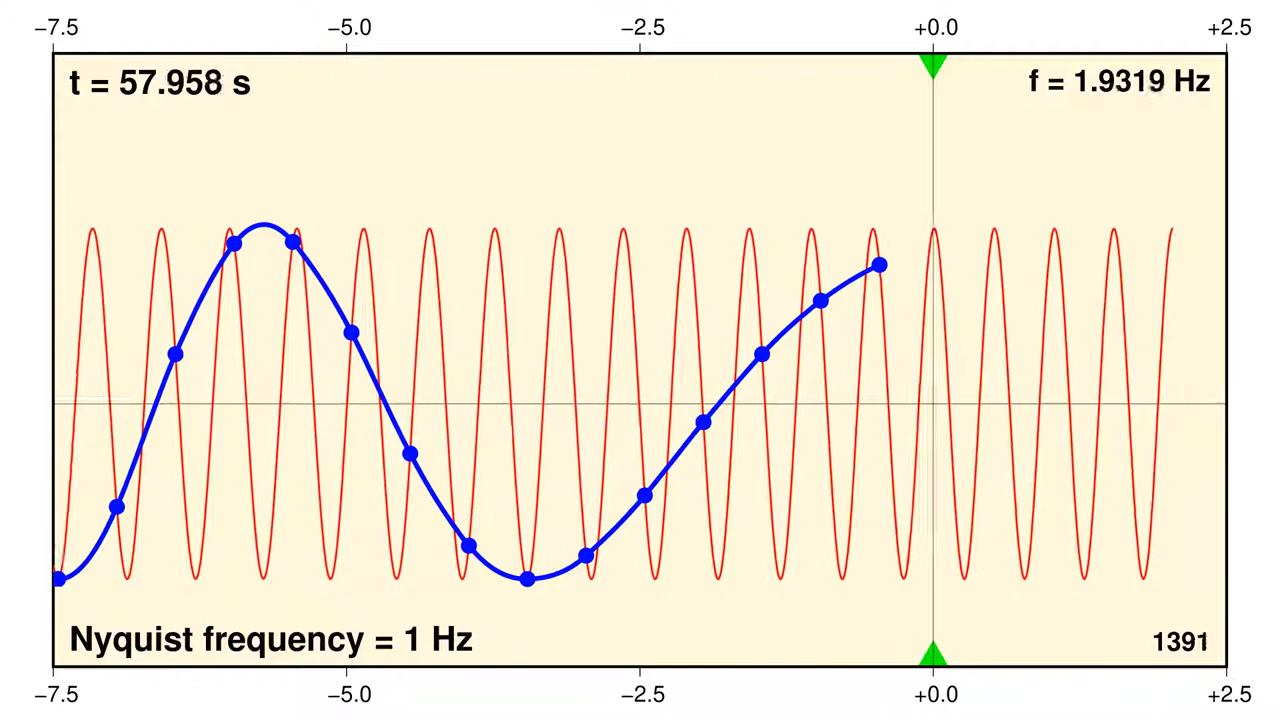 −7.5 −5.0 −2.5 +0.0 +2.5
t = 57.958 s f = 1.9319 Hz
Nyquist frequency = 1 Hz 1391
−7.5 −5.0 −2.5 +0.0 +2.5